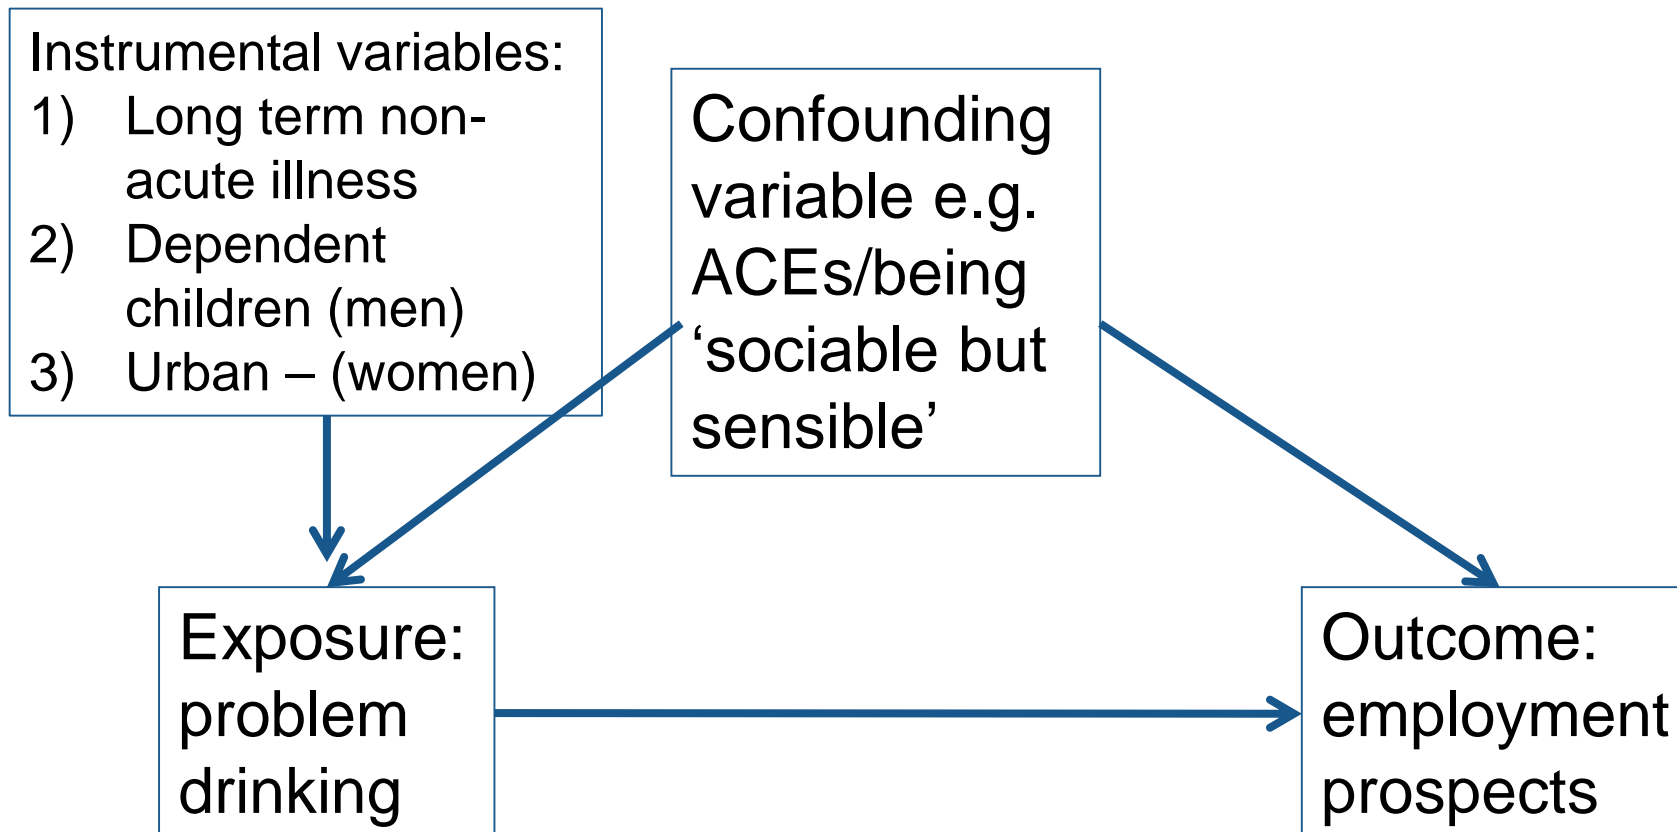 Instrumental variables:
1) Long term non-
acute illness
2) Dependent
children (men)
3) Urban – (women)
Confounding
variable e.g.
ACEs/being
‘sociable but
sensible’
Exposure:
problem
drinking
Outcome:
employment
prospects